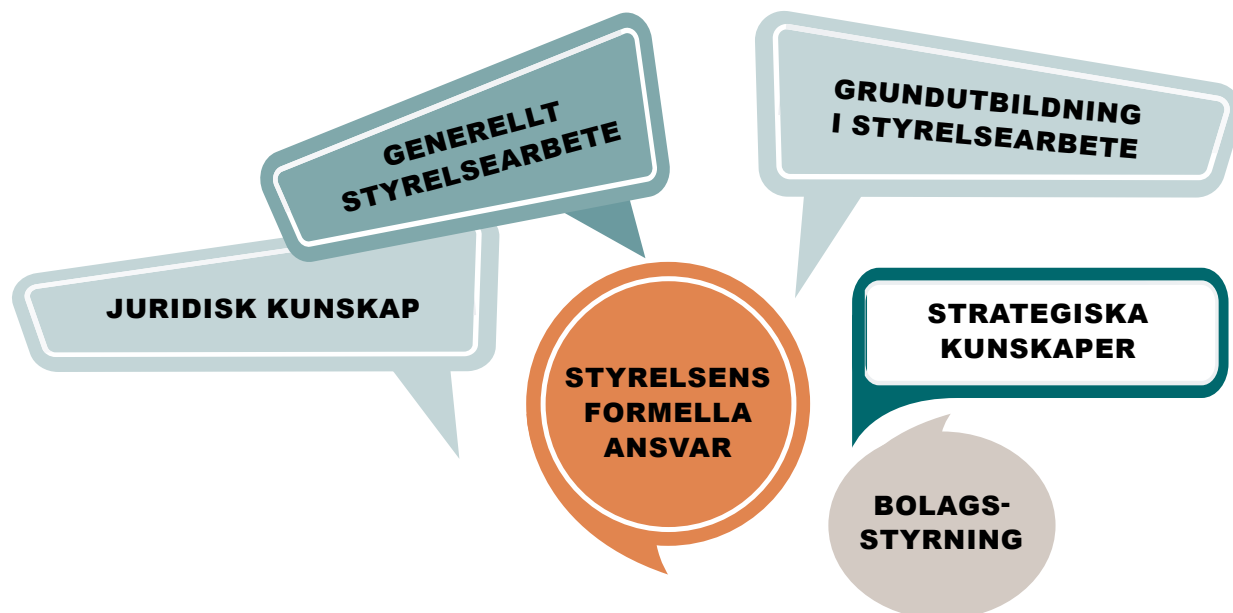 GENERELLT
STYRELSEARBETE
GRUNDUTBILDNING
I STYRELSEARBETE
JURIDISK KUNSKAP
STRATEGISKA
KUNSKAPER
STYRELSENS
FORMELLA
ANSVAR
BOLAGS-
STYRNING